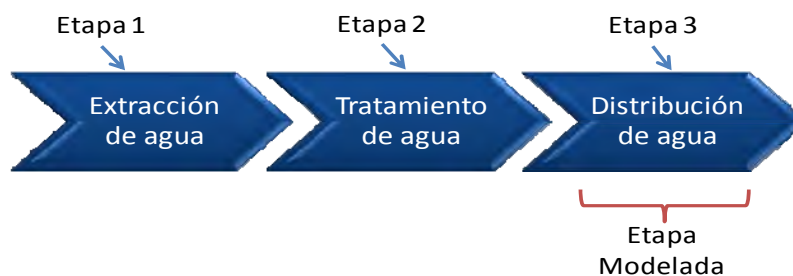 Etapa 1
Etapa 2
Etapa 3
Extracción
de agua
Tratamiento
de agua
Distribución
de agua
Etapa
Modelada